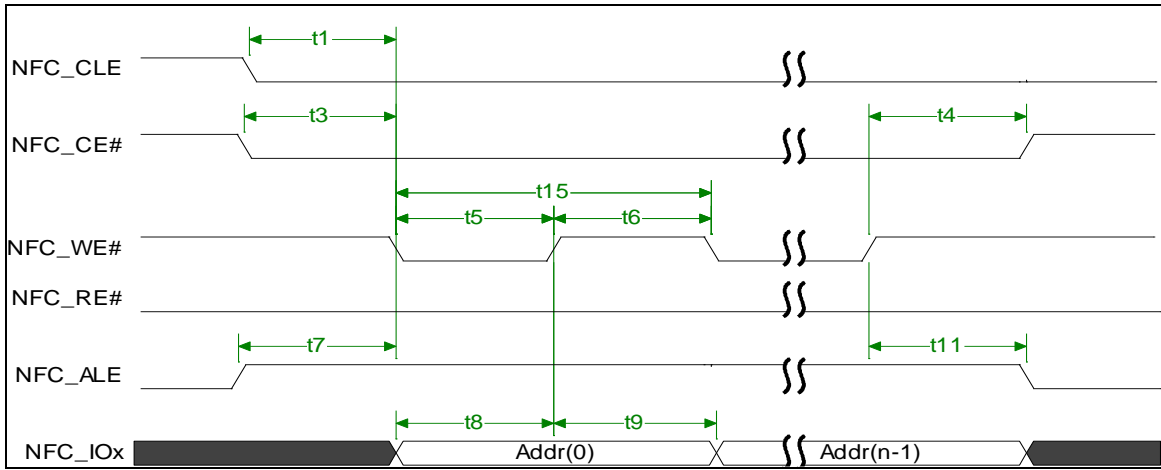 t1
NFC_CLE
t3
t4
NFC_CE#
t15
t5
t6
NFC_WE#
NFC_RE#
t7
t11
NFC_ALE
t8
t9
NFC_IOx
Addr(0)
Addr(n-1)